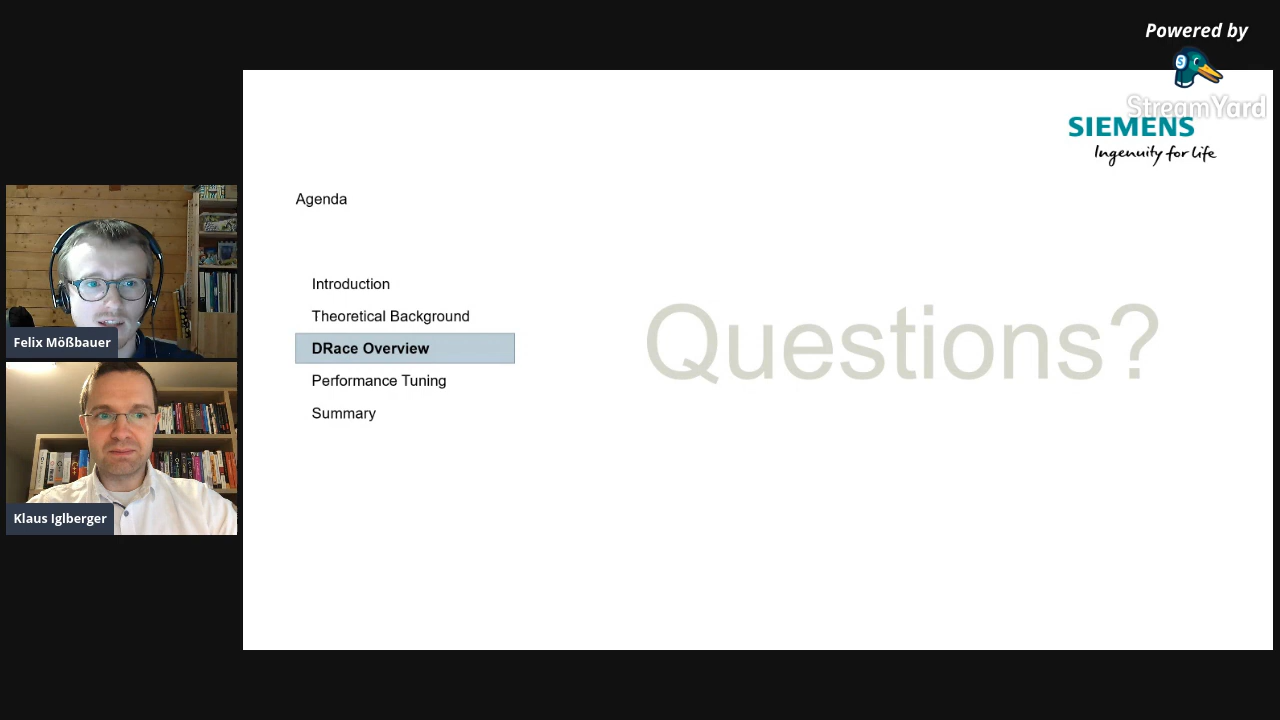 Powered by
StreamYard
SIEMENS
Ingenuity for life
Agenda
Introduction
Theoretical Background
DRace Overview
Performance Tuning
Summary
Questions?
Felix Mößbauer
Klaus Iglberger